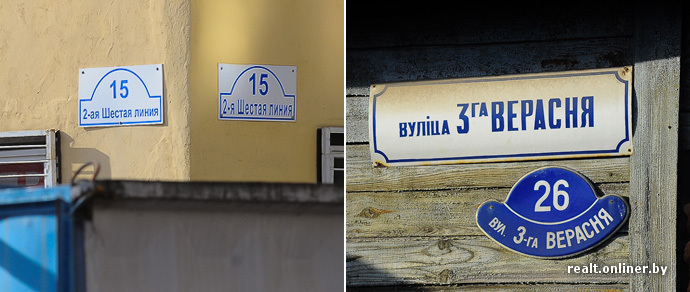 15
2-ая Шестая линия
15
2-я Шестая линия
вуліца 3га ВЕРАСНЯ
26
вул. 3-га ВЕРАСНЯ
realt.onliner.by